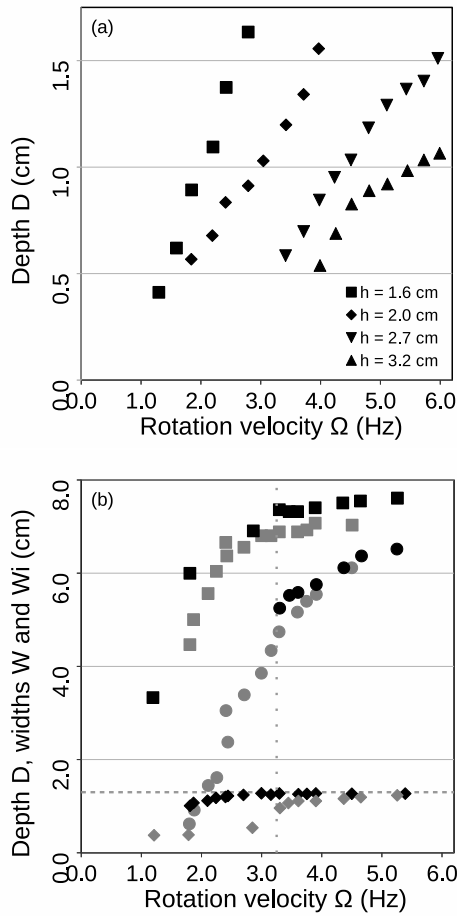 (a)
Depth D (cm)
1.5
1.0
0.5
0.0
h = 1.6 cm
h = 2.0 cm
h = 2.7 cm
h = 3.2 cm
0.0 1.0 2.0 3.0 4.0 5.0 6.0
Rotation velocity Ω (Hz)
(b)
Depth D, widths W and Wi (cm)
8.0
6.0
4.0
2.0
0.0
0.0 1.0 2.0 3.0 4.0 5.0 6.0
Rotation velocity Ω (Hz)